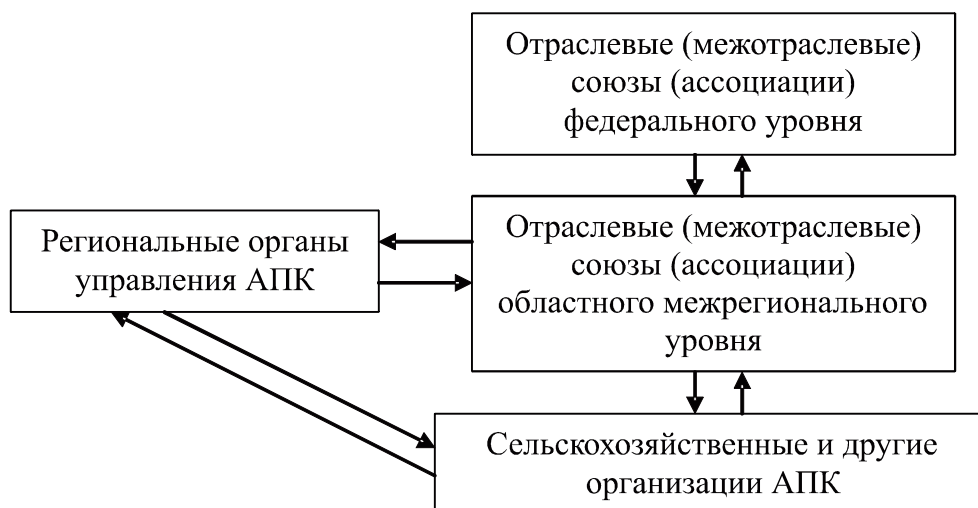 Отраслевые (межотраслевые)
союзы (ассоциации)
федерального уровня
Региональные органы
управления АПК
Отраслевые (межотраслевые)
союзы (ассоциации)
областного межрегионального
уровня
Сельскохозяйственные и другие
организации АПК